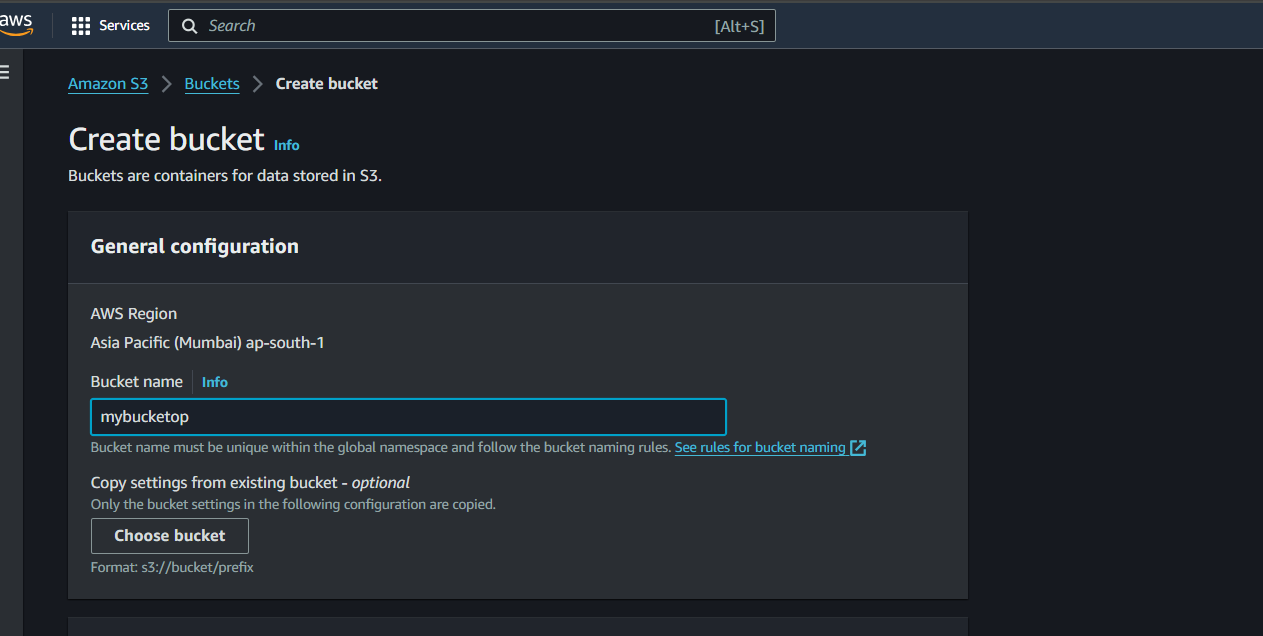 aws Services Search [Alt+S]
Amazon S3 Buckets Create bucket
Create bucket Info
Buckets are containers for data stored in S3.
General configuration
AWS Region
Asia Pacific (Mumbai) ap-south-1
Bucket name Info
mybucketop
Bucket name must be unique within the global namespace and follow the bucket naming rules. See rules for bucket naming
Copy settings from existing bucket - optional
Only the bucket settings in the following configuration are copied.
Choose bucket
Format: s3://bucket/prefix